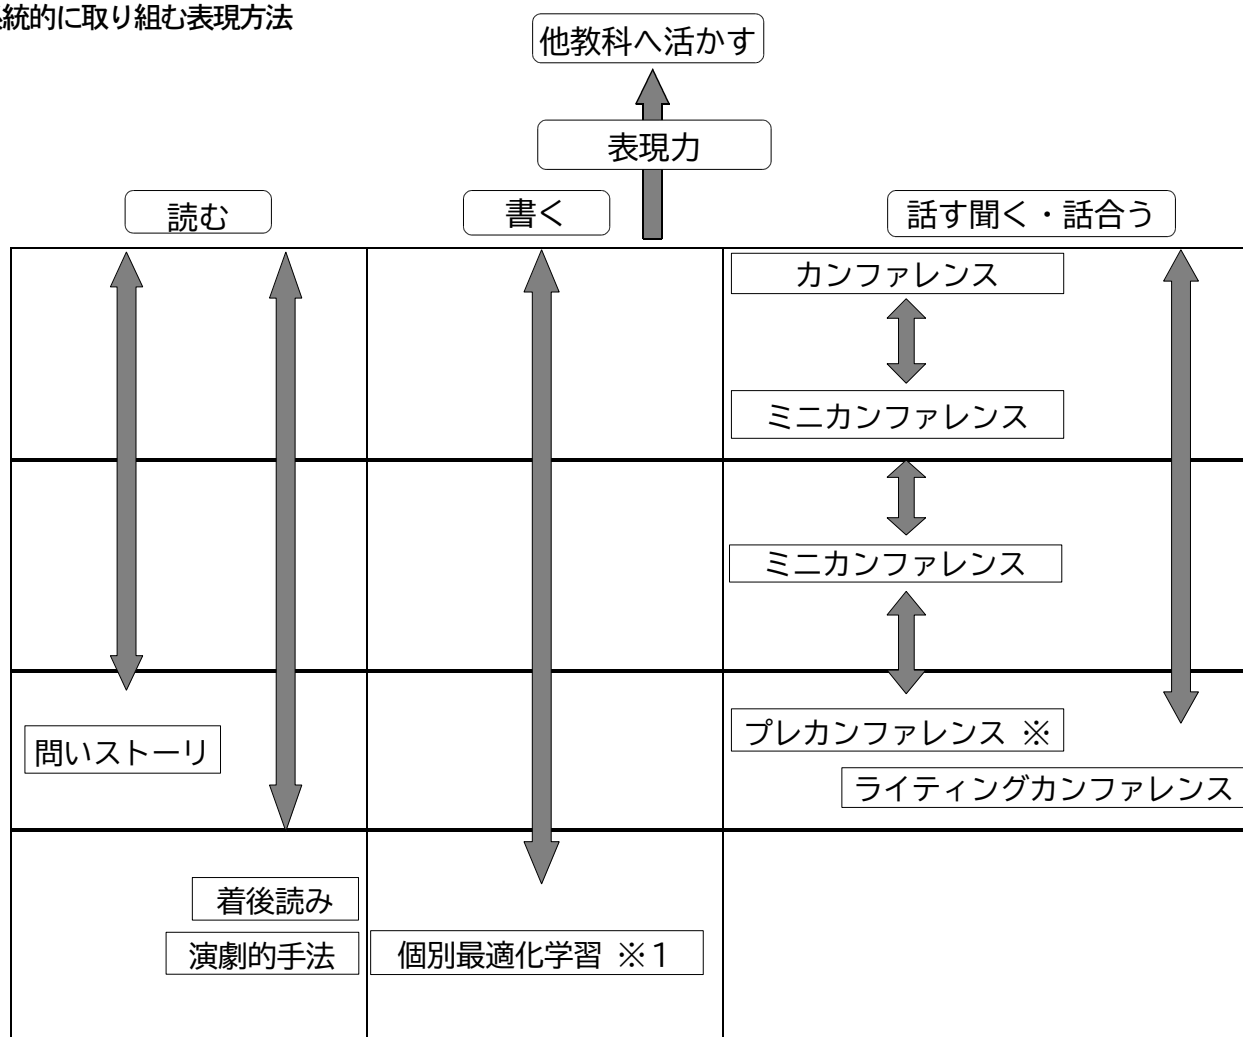 統的に取り組む表現方法
他教科へ活かす
表現力
読む
書く
話す聞く・話合う
カンファレンス
ミニカンファレンス
ミニカンファレンス
問いストーリ
プレカンファレンス ※
ライティングカンファレンス
着後読み
演劇的手法
個別最適化学習 ※1